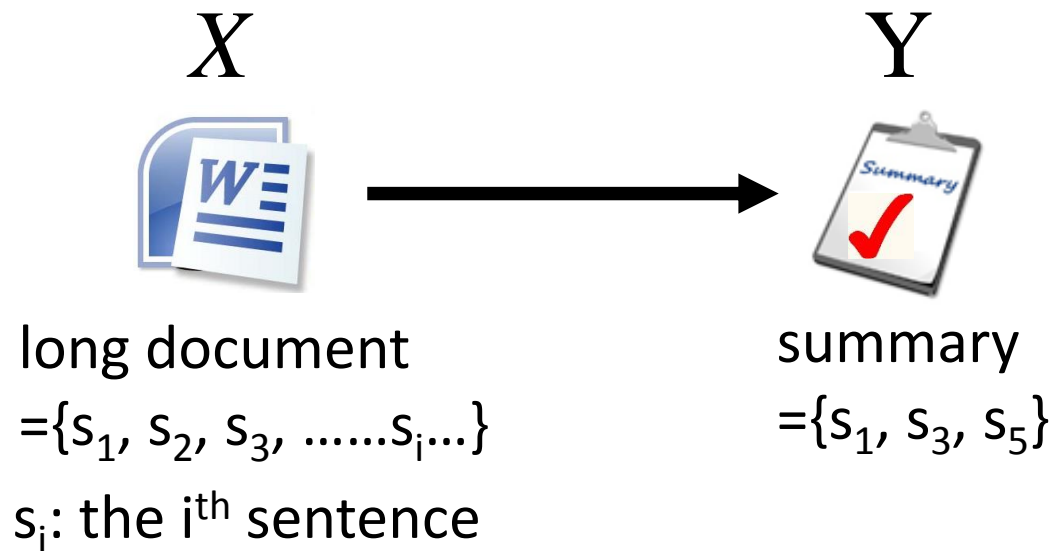 X
Y
W
Summary
long document
={s₁, s₂, s₃, ……sᵢ…}
sᵢ: the iᵗʰ sentence
summary
={s₁, s₃, s₅}